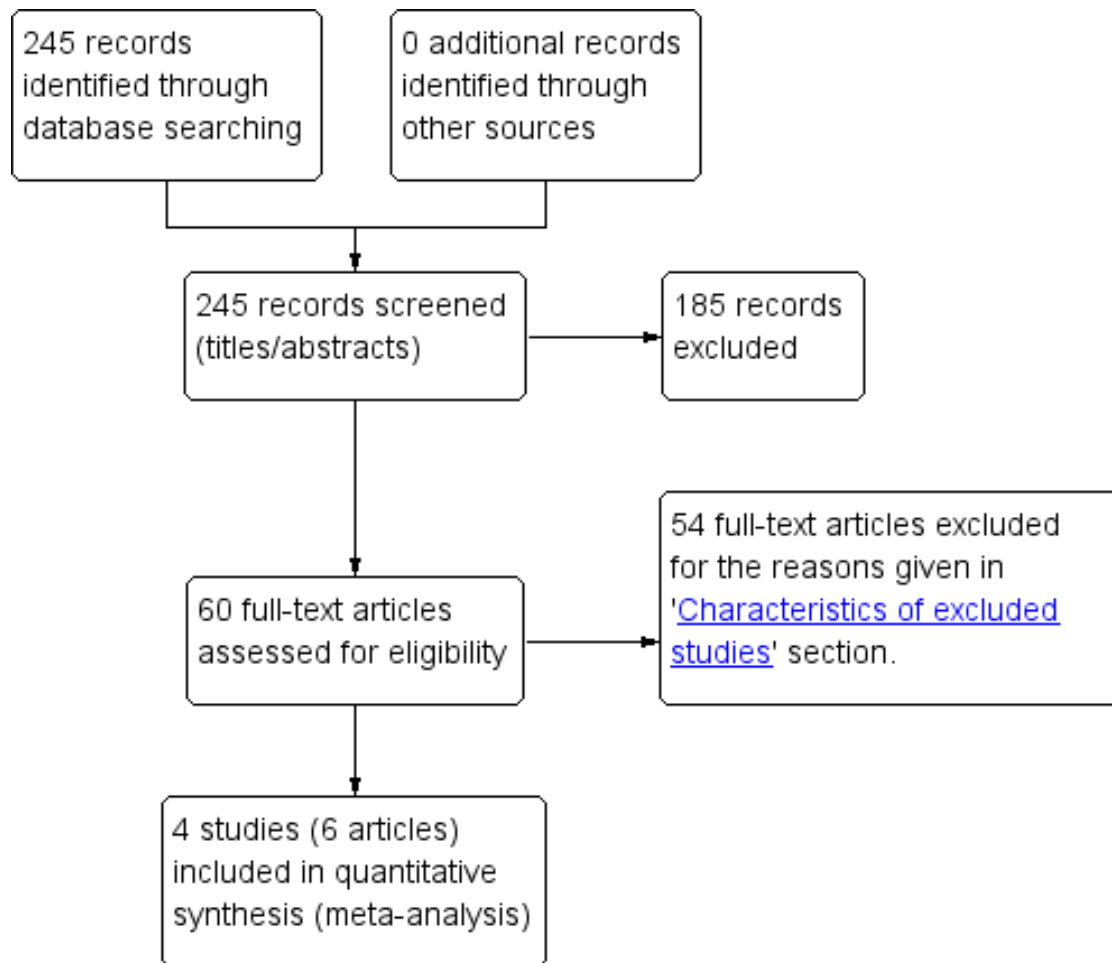 245 records
identified through
database searching
0 additional records
identified through
other sources
245 records screened
(titles/abstracts)
185 records
excluded
60 full-text articles
assessed for eligibility
54 full-text articles excluded
for the reasons given in
'Characteristics of excluded
studies' section.
4 studies (6 articles)
included in quantitative
synthesis (meta-analysis)